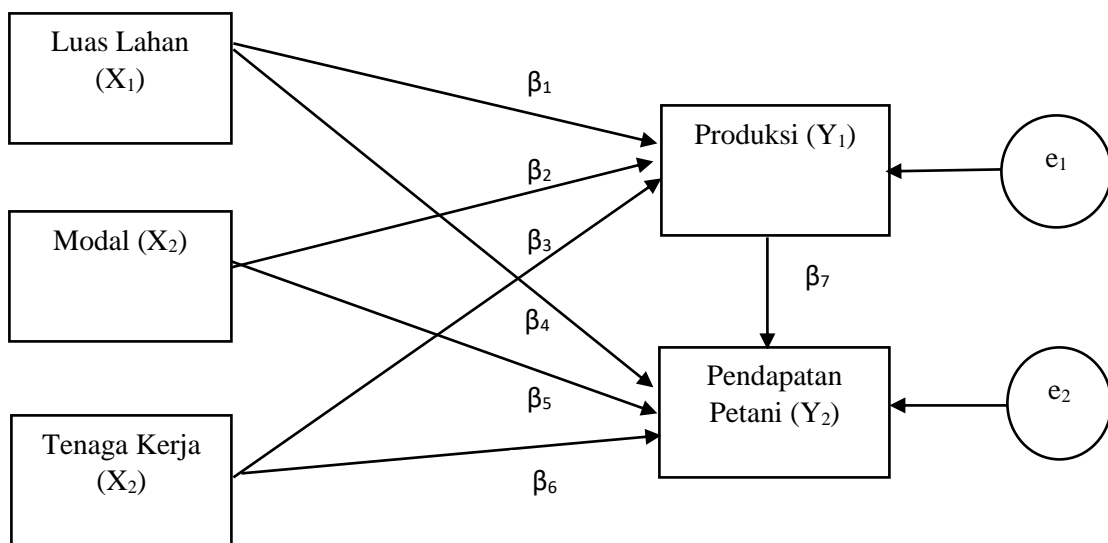 Luas Lahan
(X₁)
β₁
Produksi (Y₁)
e₁
β₂
Modal (X₂)
β₃
β₇
β₄
Pendapatan
Petani (Y₂)
e₂
β₅
Tenaga Kerja
(X₂)
β₆